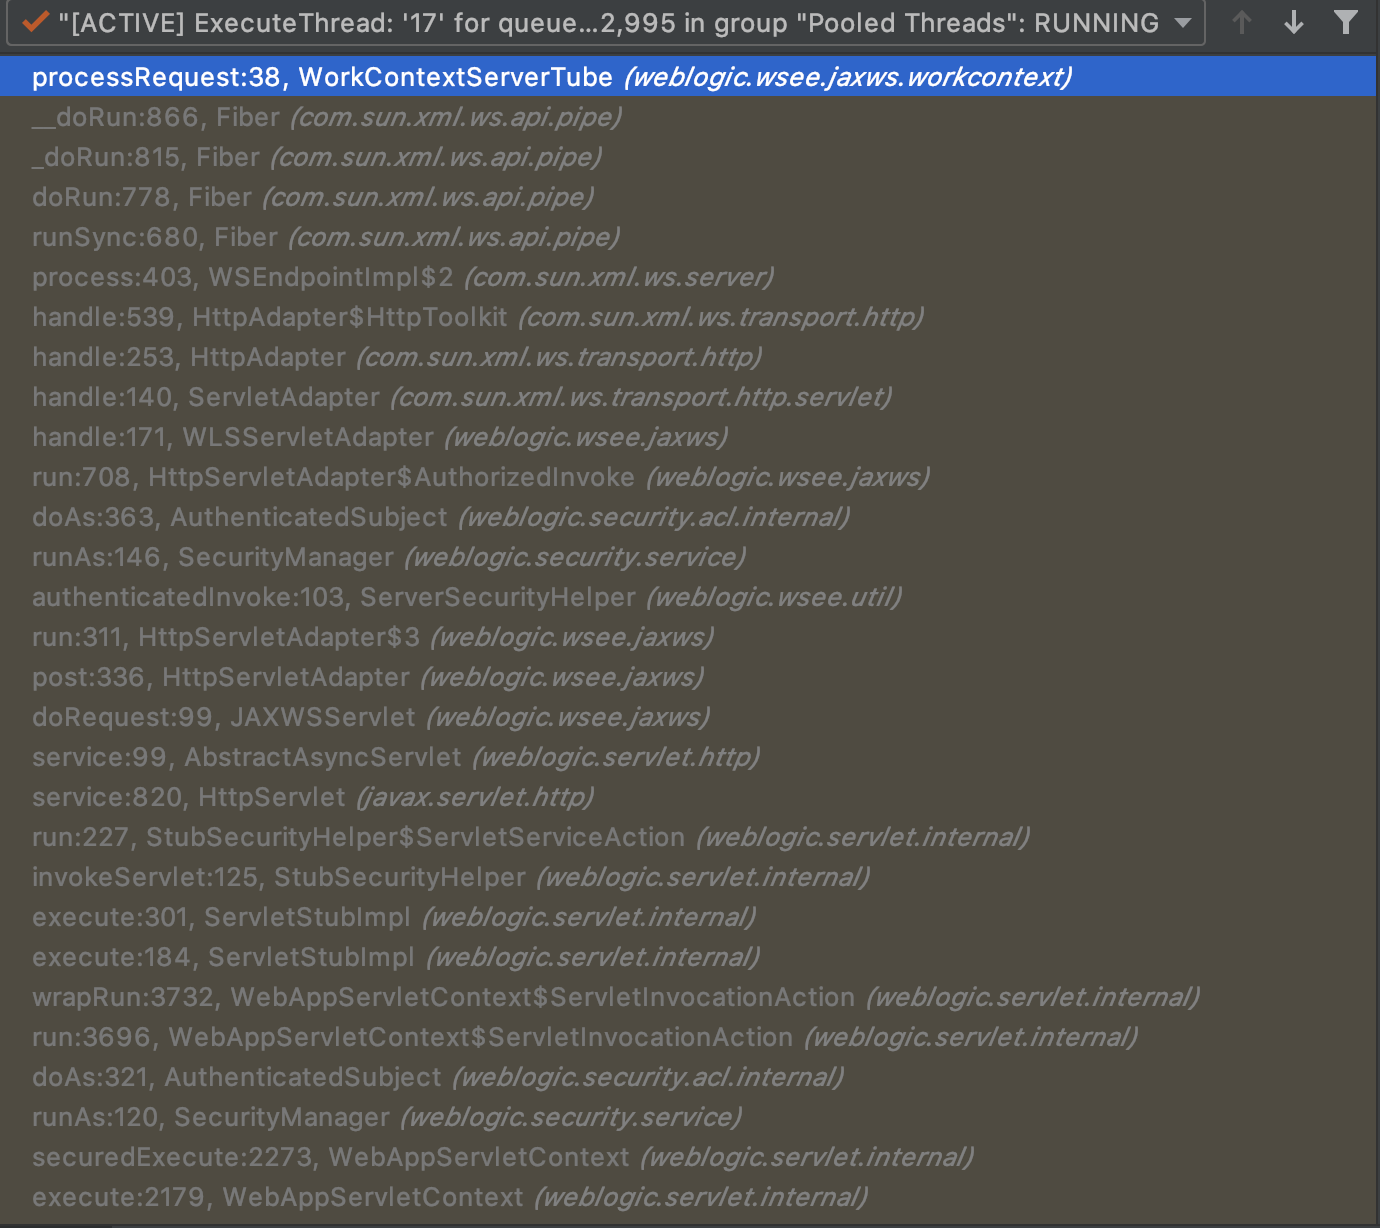 "[ACTIVE] ExecuteThread: '17' for queue...2,995 in group "Pooled Threads": RUNNING
processRequest:38, WorkContextServerTube (weblogic.wsee.jaxws.workcontext)
__doRun:866, Fiber (com.sun.xml.ws.api.pipe)
_doRun:815, Fiber (com.sun.xml.ws.api.pipe)
doRun:778, Fiber (com.sun.xml.ws.api.pipe)
runSync:680, Fiber (com.sun.xml.ws.api.pipe)
process:403, WSEndpointImpl$2 (com.sun.xml.ws.server)
handle:539, HttpAdapter$HttpToolkit (com.sun.xml.ws.transport.http)
handle:253, HttpAdapter (com.sun.xml.ws.transport.http)
handle:140, ServletAdapter (com.sun.xml.ws.transport.http.servlet)
handle:171, WLSServletAdapter (weblogic.wsee.jaxws)
run:708, HttpServletAdapter$AuthorizedInvoke (weblogic.wsee.jaxws)
doAs:363, AuthenticatedSubject (weblogic.security.acl.internal)
runAs:146, SecurityManager (weblogic.security.service)
authenticatedInvoke:103, ServerSecurityHelper (weblogic.wsee.util)
run:311, HttpServletAdapter$3 (weblogic.wsee.jaxws)
post:336, HttpServletAdapter (weblogic.wsee.jaxws)
doRequest:99, JAXWSServlet (weblogic.wsee.jaxws)
service:99, AbstractAsyncServlet (weblogic.servlet.http)
service:820, HttpServlet (javax.servlet.http)
run:227, StubSecurityHelper$ServletServiceAction (weblogic.servlet.internal)
invokeServlet:125, StubSecurityHelper (weblogic.servlet.internal)
execute:301, ServletStubImpl (weblogic.servlet.internal)
execute:184, ServletStubImpl (weblogic.servlet.internal)
wrapRun:3732, WebAppServletContext$ServletInvocationAction (weblogic.servlet.internal)
run:3696, WebAppServletContext$ServletInvocationAction (weblogic.servlet.internal)
doAs:321, AuthenticatedSubject (weblogic.security.acl.internal)
runAs:120, SecurityManager (weblogic.security.service)
securedExecute:2273, WebAppServletContext (weblogic.servlet.internal)
execute:2179, WebAppServletContext (weblogic.servlet.internal)